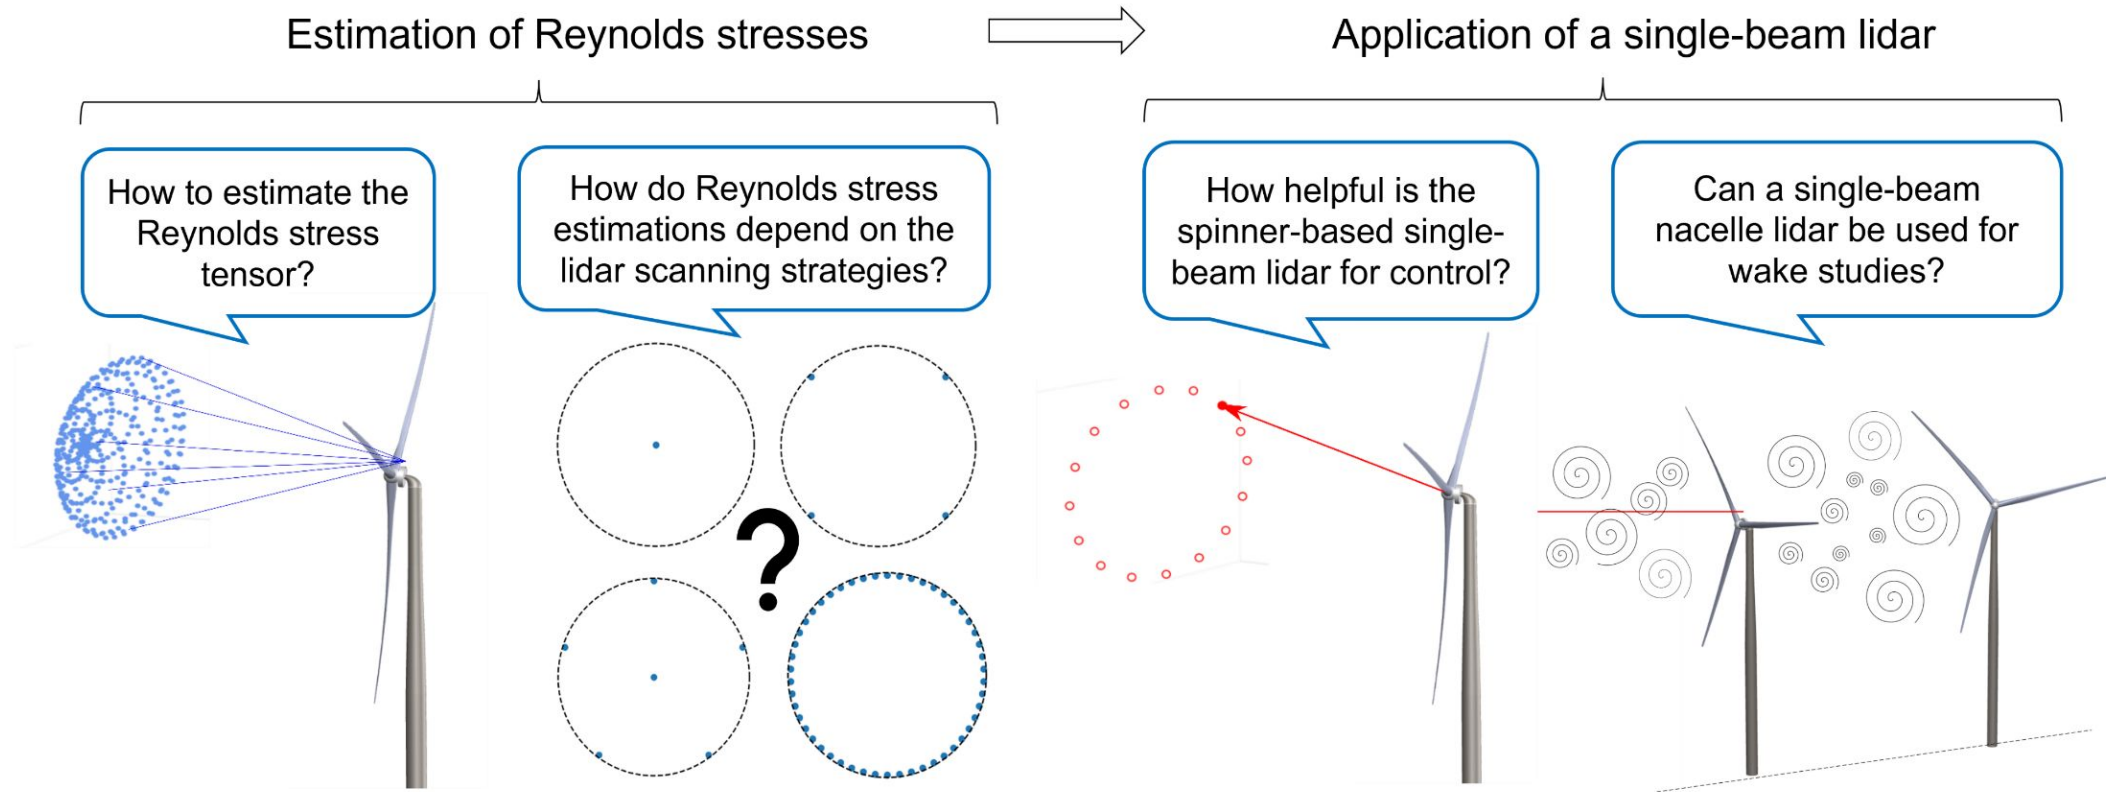 Estimation of Reynolds stresses
Application of a single-beam lidar
How to estimate the
Reynolds stress
tensor?
How do Reynolds stress
estimations depend on the
lidar scanning strategies?
How helpful is the
spinner-based single-
beam lidar for control?
Can a single-beam
nacelle lidar be used for
wake studies?
?